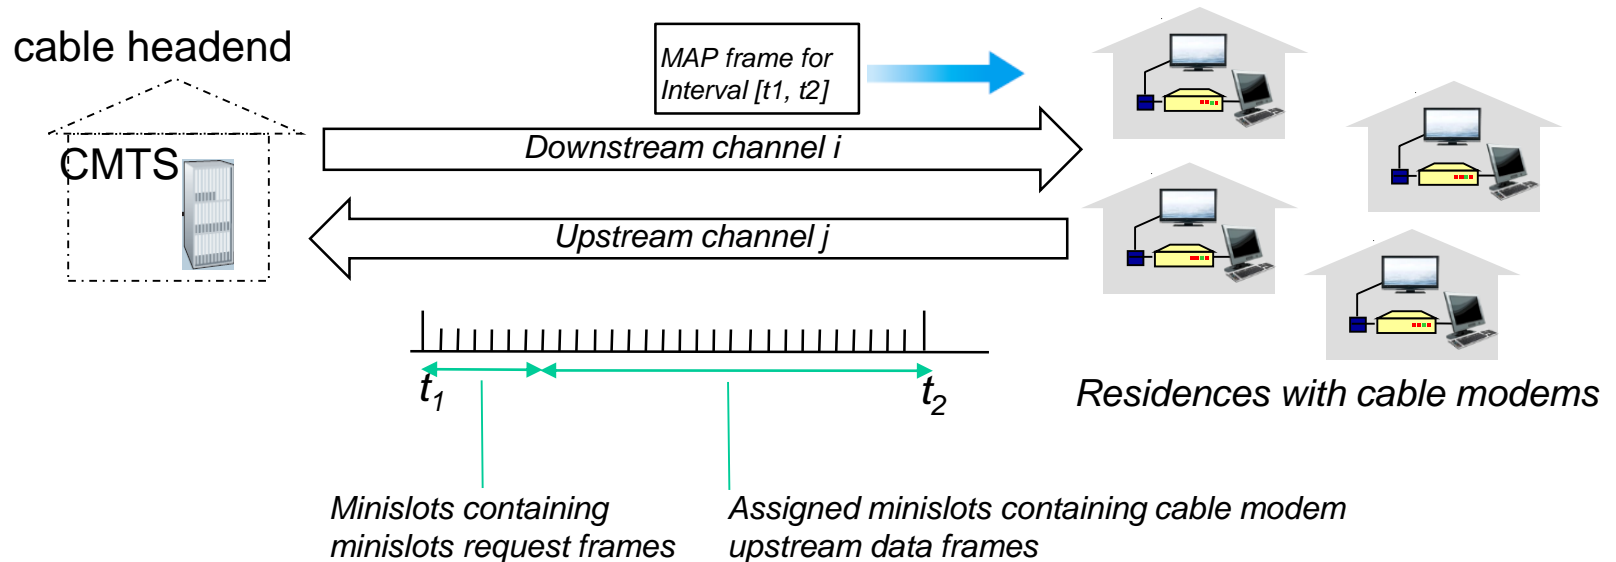 cable headend
MAP frame for
Interval [t1, t2]
CMTS
Downstream channel i
Upstream channel j
t1
t2
Residences with cable modems
Minislots containing
minislots request frames
Assigned minislots containing cable modem
upstream data frames